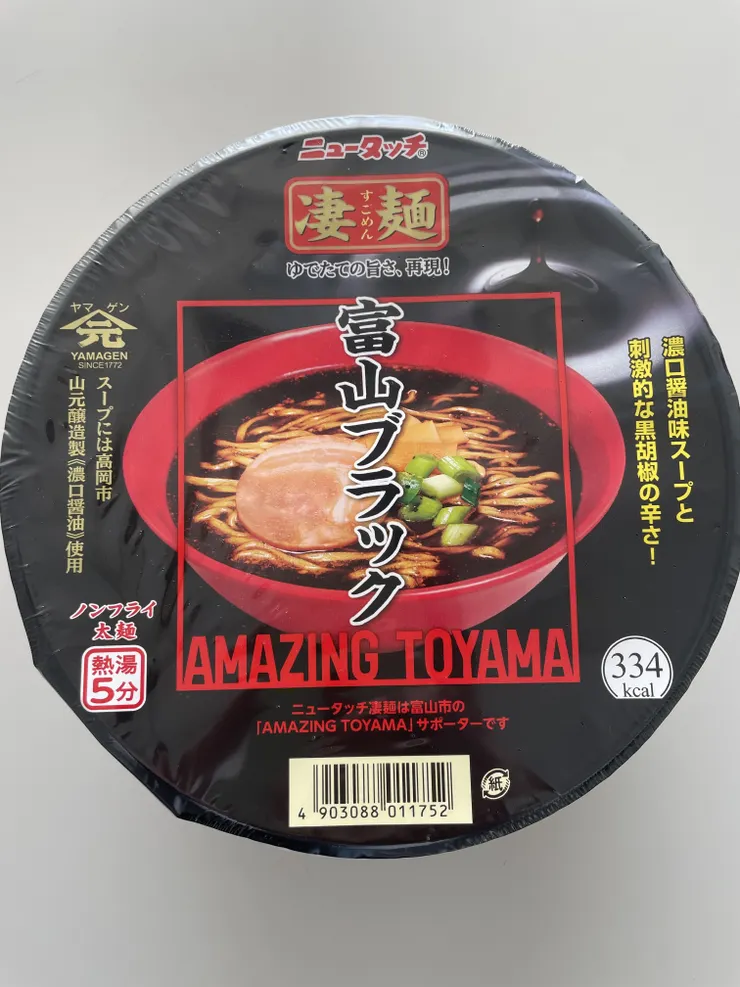 ニュータッチ®
凄麺
すごめん
ゆでたての旨さ、再現!
富山ブラック
濃口醤油味スープと
刺激的な黒胡椒の辛さ!
ヤマ ゲン
元
YAMAGEN
SINCE1772
スープには高岡市
山元醸造製《濃口醤油》使用
ノンフライ
太麺
熱湯
5分
AMAZING TOYAMA
334
kcal
ニュータッチ凄麺は富山市の
「AMAZING TOYAMA」サポーターです
4 903088 011752
紙